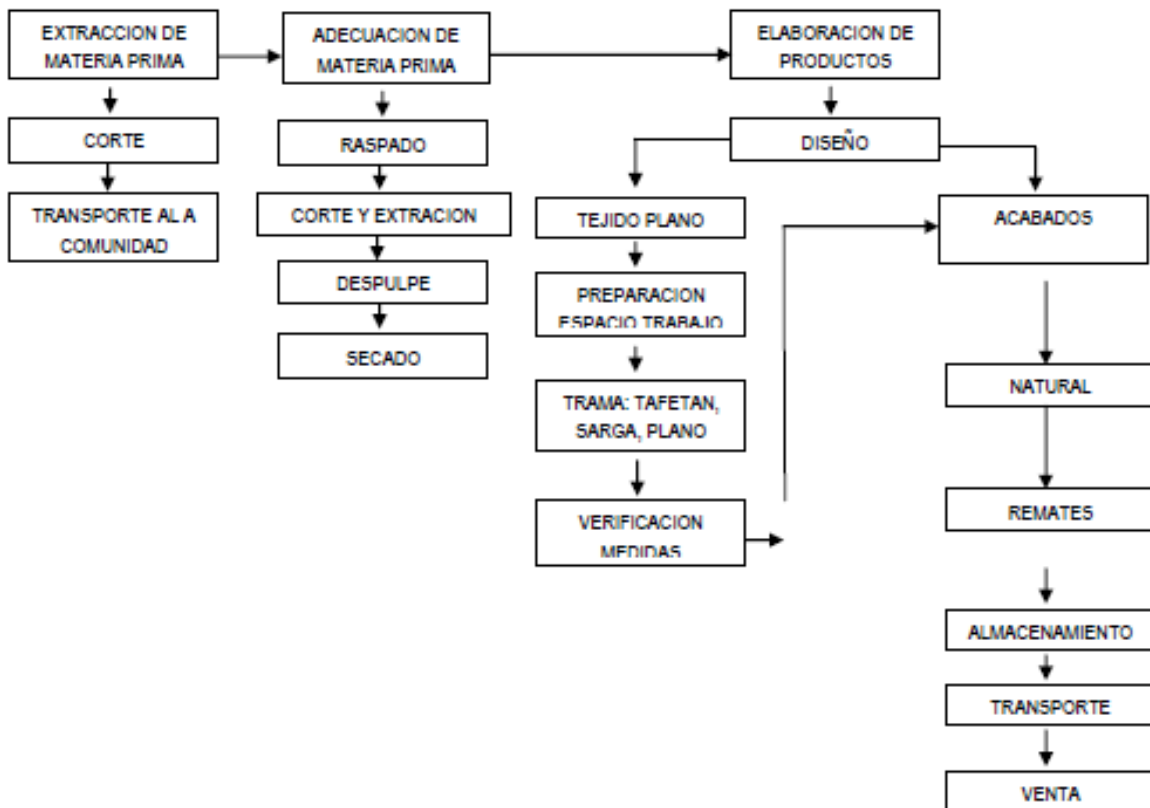 EXTRACCION DE
MATERIA PRIMA
ADECUACION DE
MATERIA PRIMA
ELABORACION DE
PRODUCTOS
CORTE
TRANSPORTE AL A
COMUNIDAD
RASPADO
CORTE Y EXTRACION
DESPULPE
SECADO
DISEÑO
TEJIDO PLANO
PREPARACION
ESPACIO TRABAJO
TRAMA: TAFETAN,
SARGA, PLANO
VERIFICACION
MEDIDAS
ACABADOS
NATURAL
REMATES
ALMACENAMIENTO
TRANSPORTE
VENTA